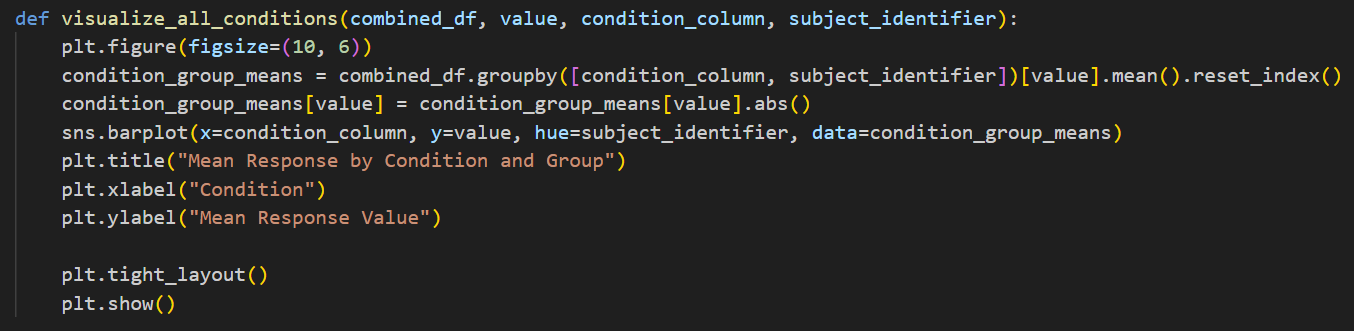 def visualize_all_conditions(combined_df, value, condition_column, subject_identifier):
    plt.figure(figsize=(10, 6))
    condition_group_means = combined_df.groupby([condition_column, subject_identifier])[value].mean().reset_index()
    condition_group_means[value] = condition_group_means[value].abs()
    sns.barplot(x=condition_column, y=value, hue=subject_identifier, data=condition_group_means)
    plt.title("Mean Response by Condition and Group")
    plt.xlabel("Condition")
    plt.ylabel("Mean Response Value")

    plt.tight_layout()
    plt.show()